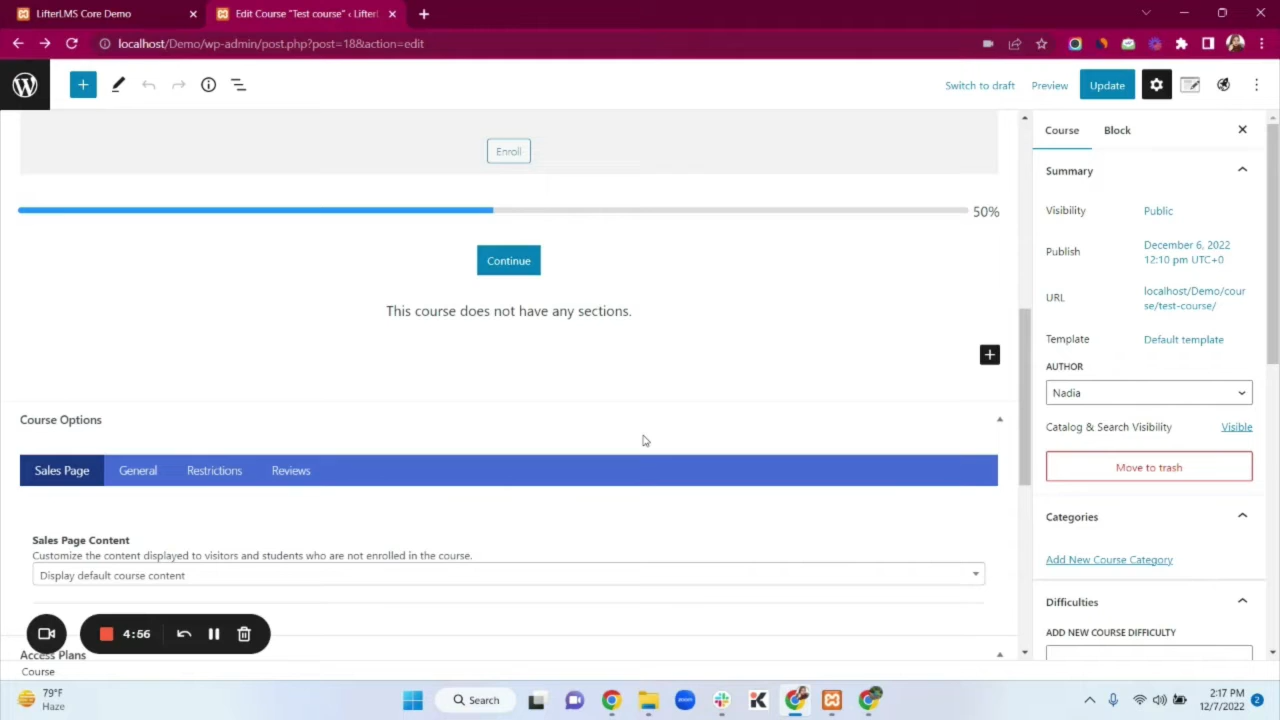 LifterLMS Core Demo
Edit Course "Test course" ‹ Lifter
localhost/Demo/wp-admin/post.php?post=18&action=edit
Switch to draft
Preview
Update
Enroll
50%
Continue
This course does not have any sections.
Course Options
Sales Page
General
Restrictions
Reviews
Sales Page Content
Customize the content displayed to visitors and students who are not enrolled in the course.
Display default course content
4:56
Access Plans
Course
Course
Block
Summary
Visibility
Public
Publish
December 6, 2022
12:10 pm UTC+0
URL
localhost/Demo/cour
se/test-course/
Template
Default template
AUTHOR
Nadia
Catalog & Search Visibility
Visible
Move to trash
Categories
Add New Course Category
Difficulties
ADD NEW COURSE DIFFICULTY
79°F
Haze
Search
2:17 PM
12/7/2022
2